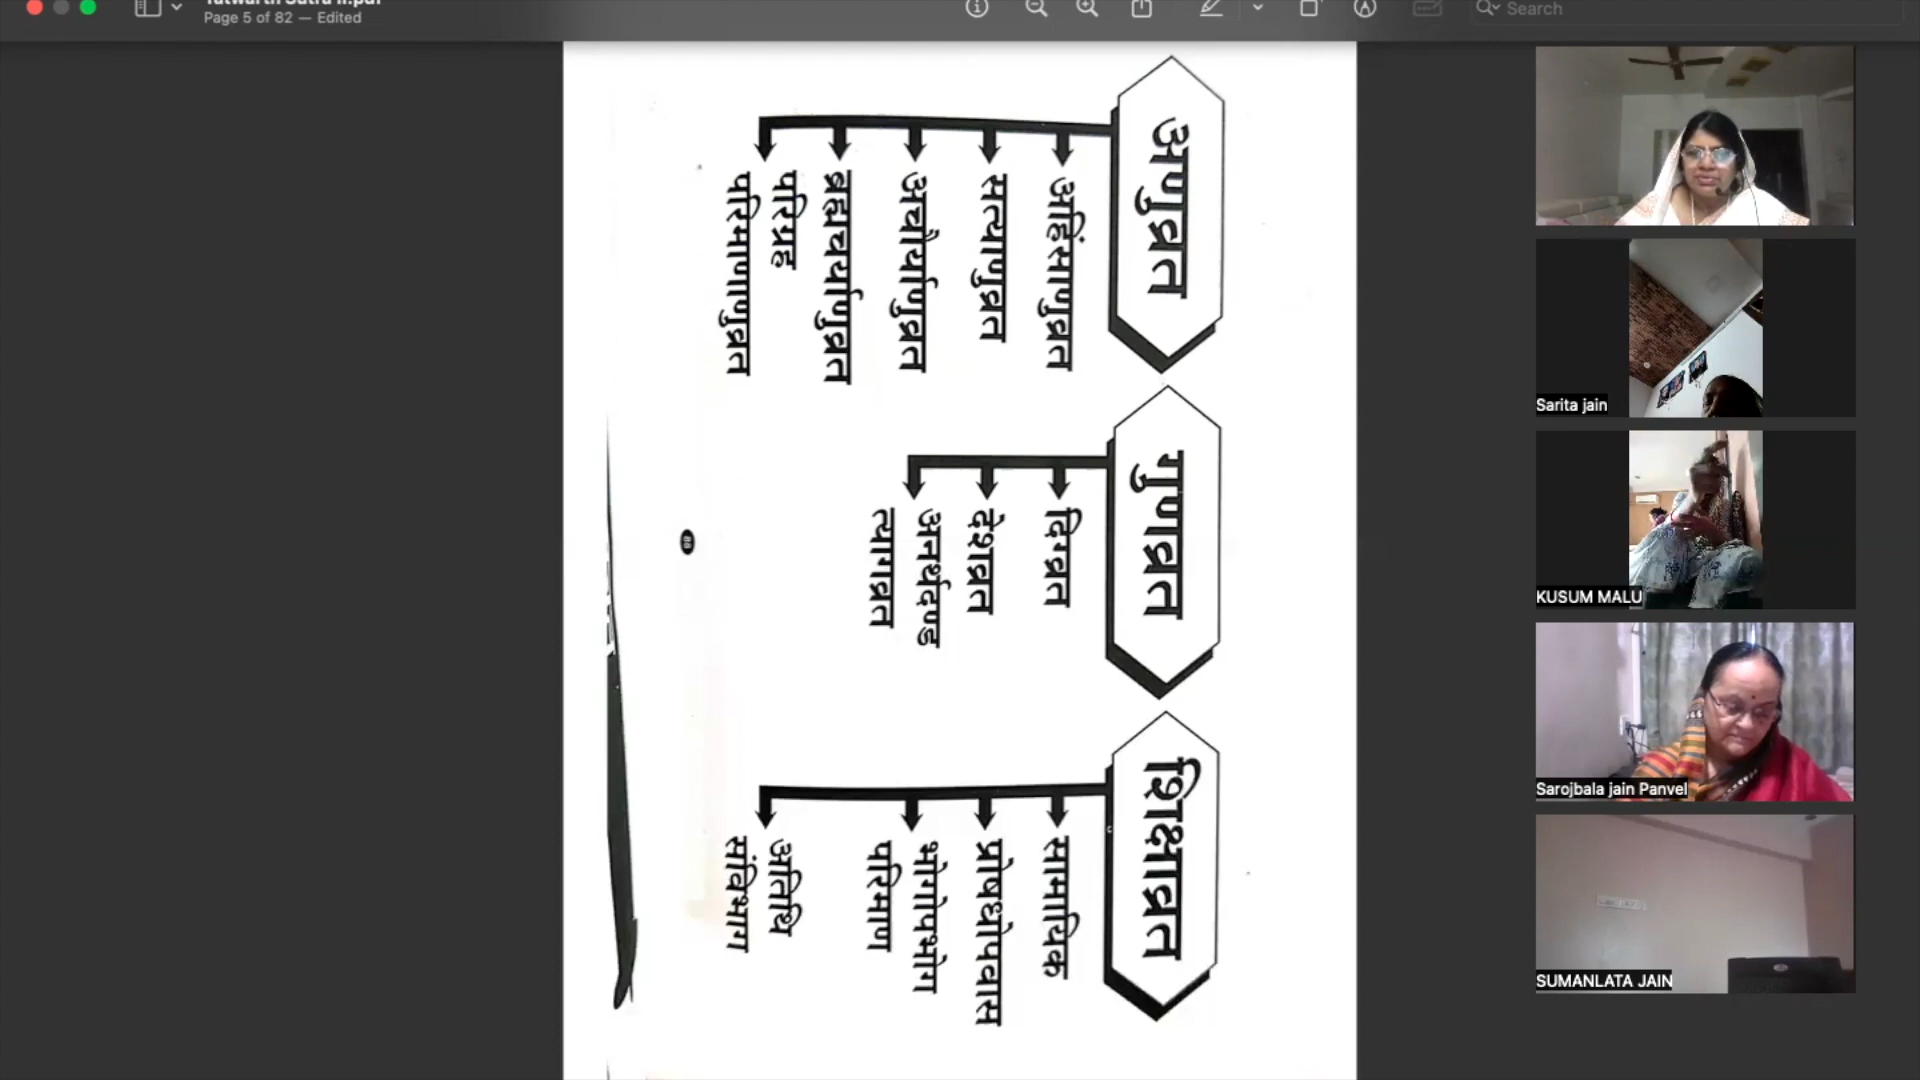 Page 5 of 82 — Edited
Search
अणुव्रत
अहिंसाणुव्रत
सत्याणुव्रत
अचौर्याणुव्रत
ब्रह्मचर्याणुव्रत
परिग्रह
परिमाणाणुव्रत
गुणव्रत
दिग्व्रत
देशव्रत
अनर्थदण्ड
त्यागव्रत
शिक्षाव्रत
सामायिक
प्रोषधोपवास
भोगोपभोग
परिमाण
अतिथि
संविभाग
Sarita jain
KUSUM MALU
Sarojbala jain Panvel
SUMANLATA JAIN